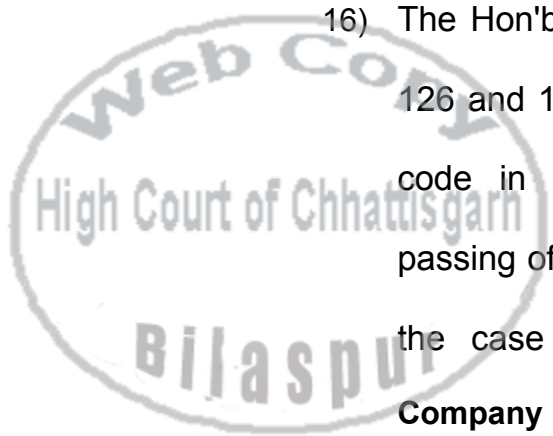 16) The Hon'b
126 and 1
code in
passing of
the case
Company
Web Copy
High Court of Chhattisgarh
Bilaspur